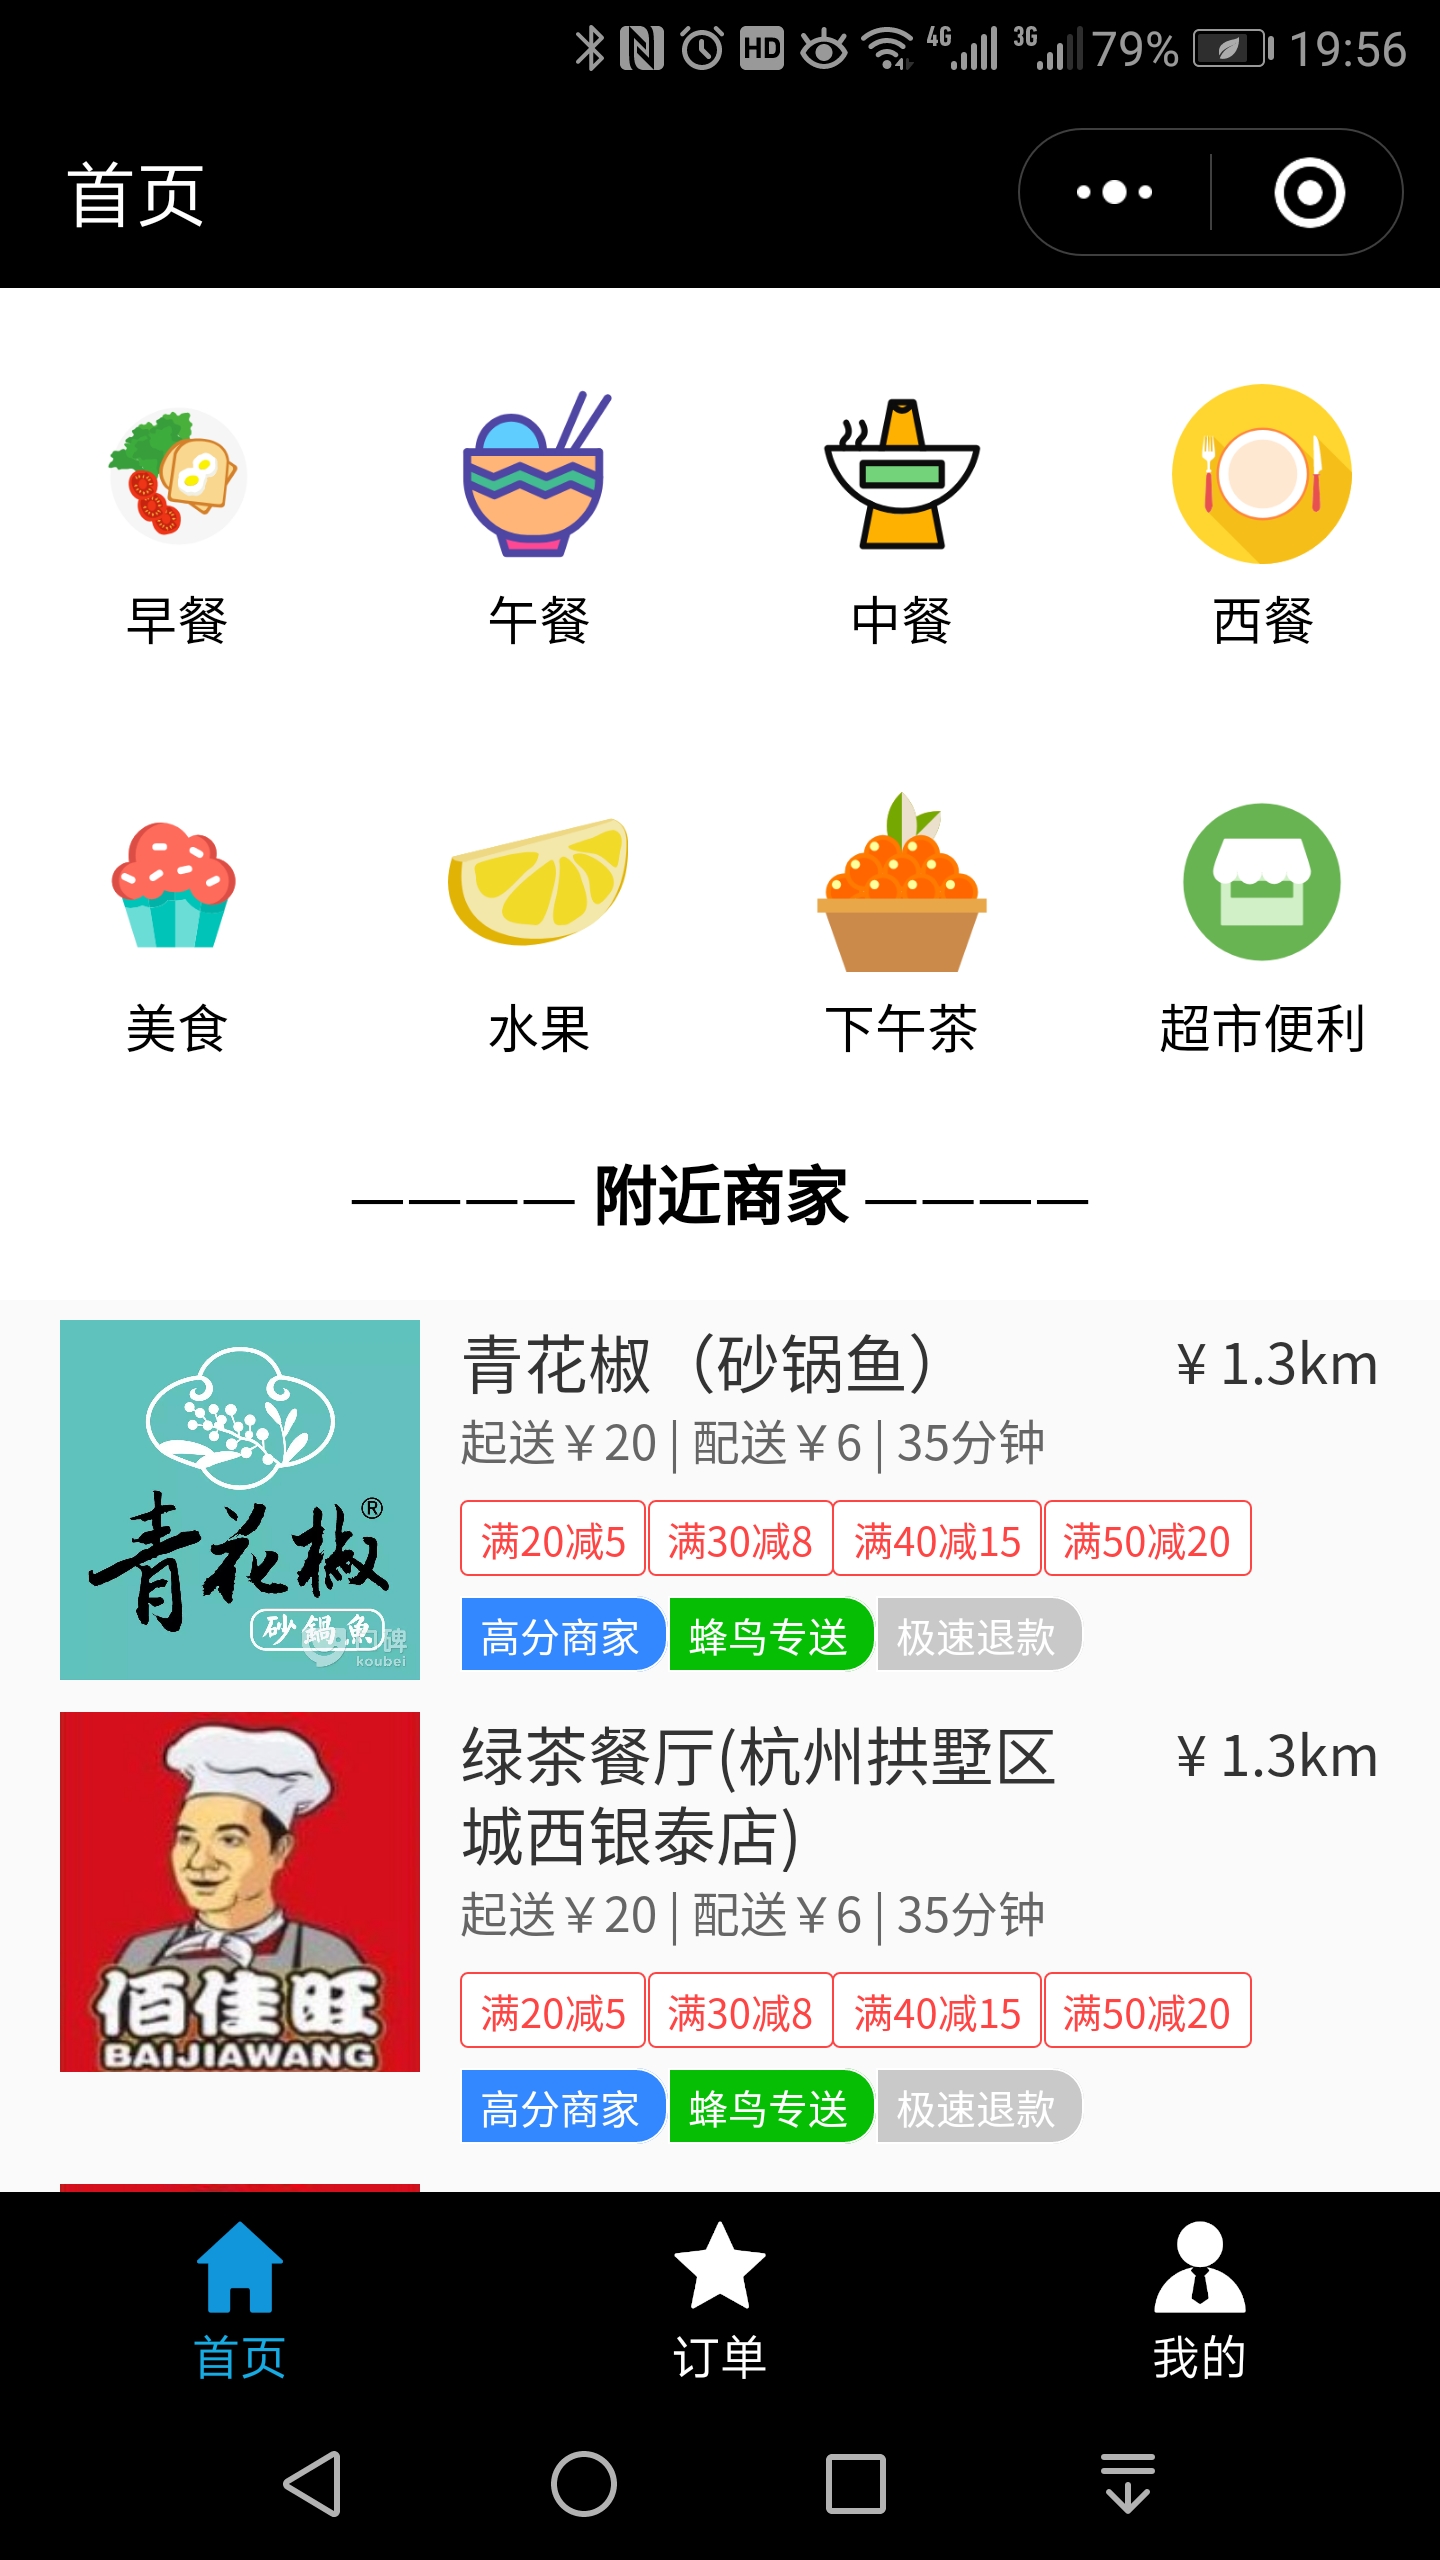 HD 4G 3G 79% 19:56
首页
早餐 午餐 中餐 西餐
美食 水果 下午茶 超市便利
———— 附近商家 ————
青花椒®
砂鍋魚
口碑
koubei
青花椒（砂锅鱼） ¥ 1.3km
起送￥20 | 配送￥6 | 35分钟
满20减5 满30减8 满40减15 满50减20
高分商家 蜂鸟专送 极速退款
佰佳旺
BAIJIAWANG
绿茶餐厅(杭州拱墅区 ¥ 1.3km
城西银泰店)
起送￥20 | 配送￥6 | 35分钟
满20减5 满30减8 满40减15 满50减20
高分商家 蜂鸟专送 极速退款
首页 订单 我的